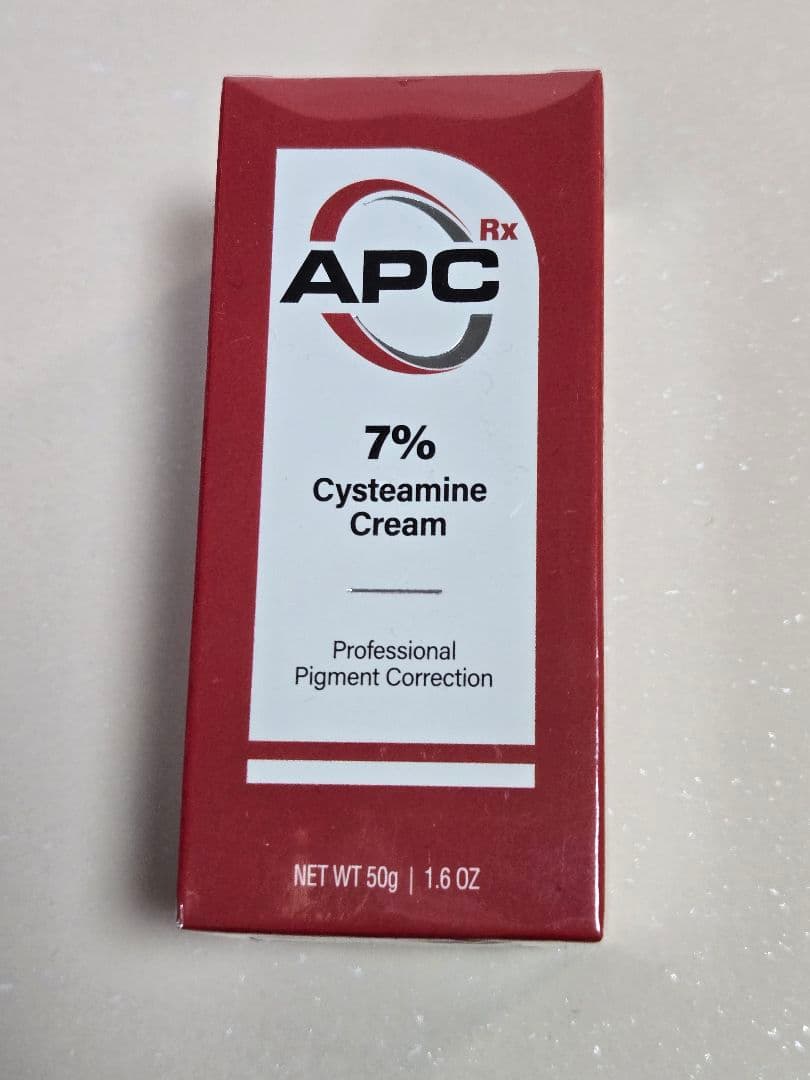 Rx
APC
7%
Cysteamine
Cream
Professional
Pigment Correction
NET WT 50g | 1.6 OZ